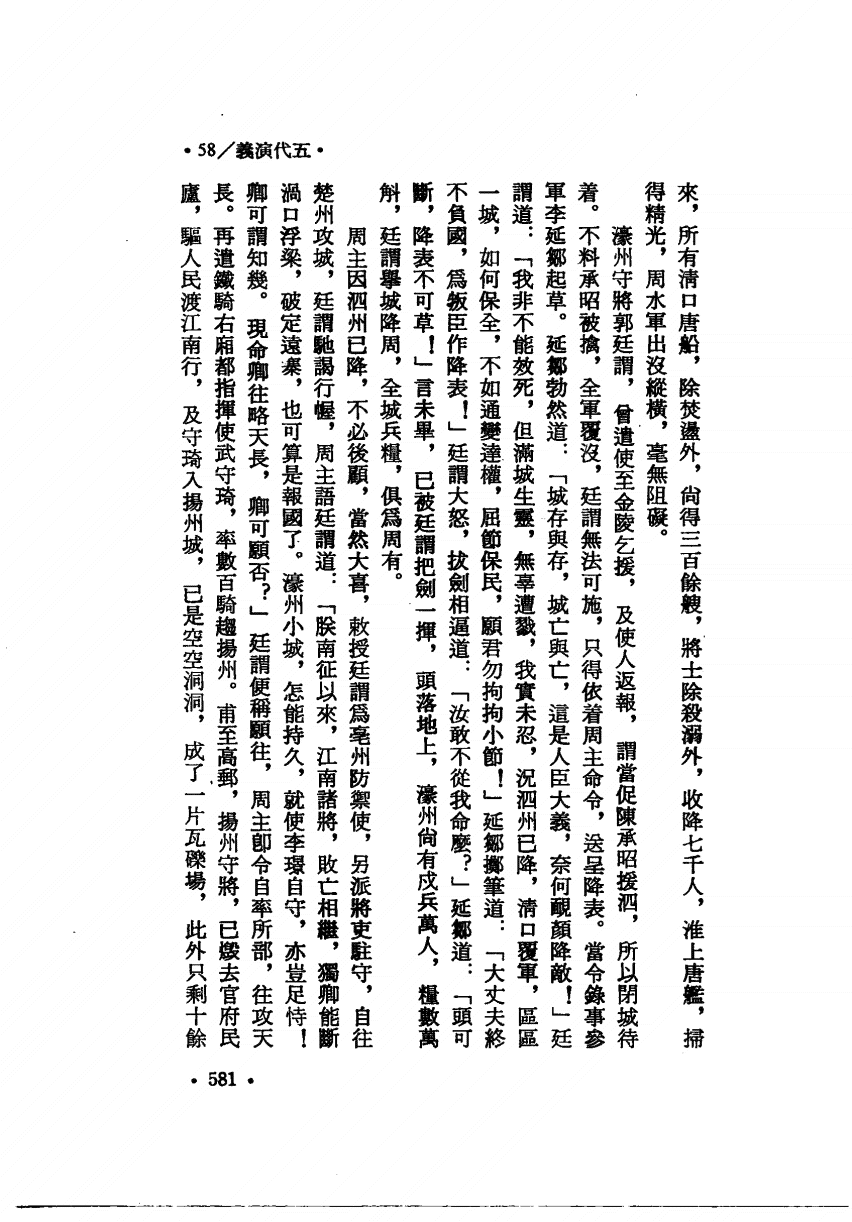 •58/義演代五•
來，所有淸口唐船，除焚盪外，尙得三百餘艘，將士除殺溺外，收降七千人，淮上唐艦，掃
得精光，周水軍出沒縱橫，毫無阻礙。
濠州守將郭廷謂，曾遣使至金陵乞援，及使人返報，謂當促陳承昭援泗，所以閉城待
着。不料承昭被擒，全軍覆沒，廷謂無法可施，只得依着周主命令，送呈降表。當令錄事參
軍李延鄒起草。延鄒勃然道：「城存與存，城亡與亡，這是人臣大義，奈何靦顏降敵！」廷
謂道：「我非不能效死，但滿城生靈，無辜遭戮，我實未忍，況泗州已降，淸口覆軍，區區
一城，如何保全，不如通變達權，屈節保民，願君勿拘拘小節！」延鄒擲筆道：「大丈夫終
不負國，爲叛臣作降表！」廷謂大怒，拔劍相逼道：「汝敢不從我命麼？」延鄒道：「頭可
斷，降表不可草！」言未畢，已被廷謂把劍一揮，頭落地上，濠州尙有戍兵萬人，糧數萬
斛，廷謂舉城降周，全城兵糧，俱爲周有。
周主因泗州已降，不必後顧，當然大喜，敕授廷謂爲亳州防禦使，另派將吏駐守，自往
楚州攻城，廷謂馳謁行幄，周主語廷謂道：「朕南征以來，江南諸將，敗亡相繼，獨卿能斷
渦口浮梁，破定遠寨，也可算是報國了。濠州小城，怎能持久，就使李璟自守，亦豈足恃！
卿可謂知幾。現命卿往略天長，卿可願否？」廷謂便稱願往，周主卽令自率所部，往攻天
長。再遣鐵騎右廂都指揮使武守琦，率數百騎趨揚州。甫至高郵，揚州守將，已燬去官府民
廬，驅人民渡江南行，及守琦入揚州城，已是空空洞洞，成了一片瓦礫場，此外只剩十餘
•581•